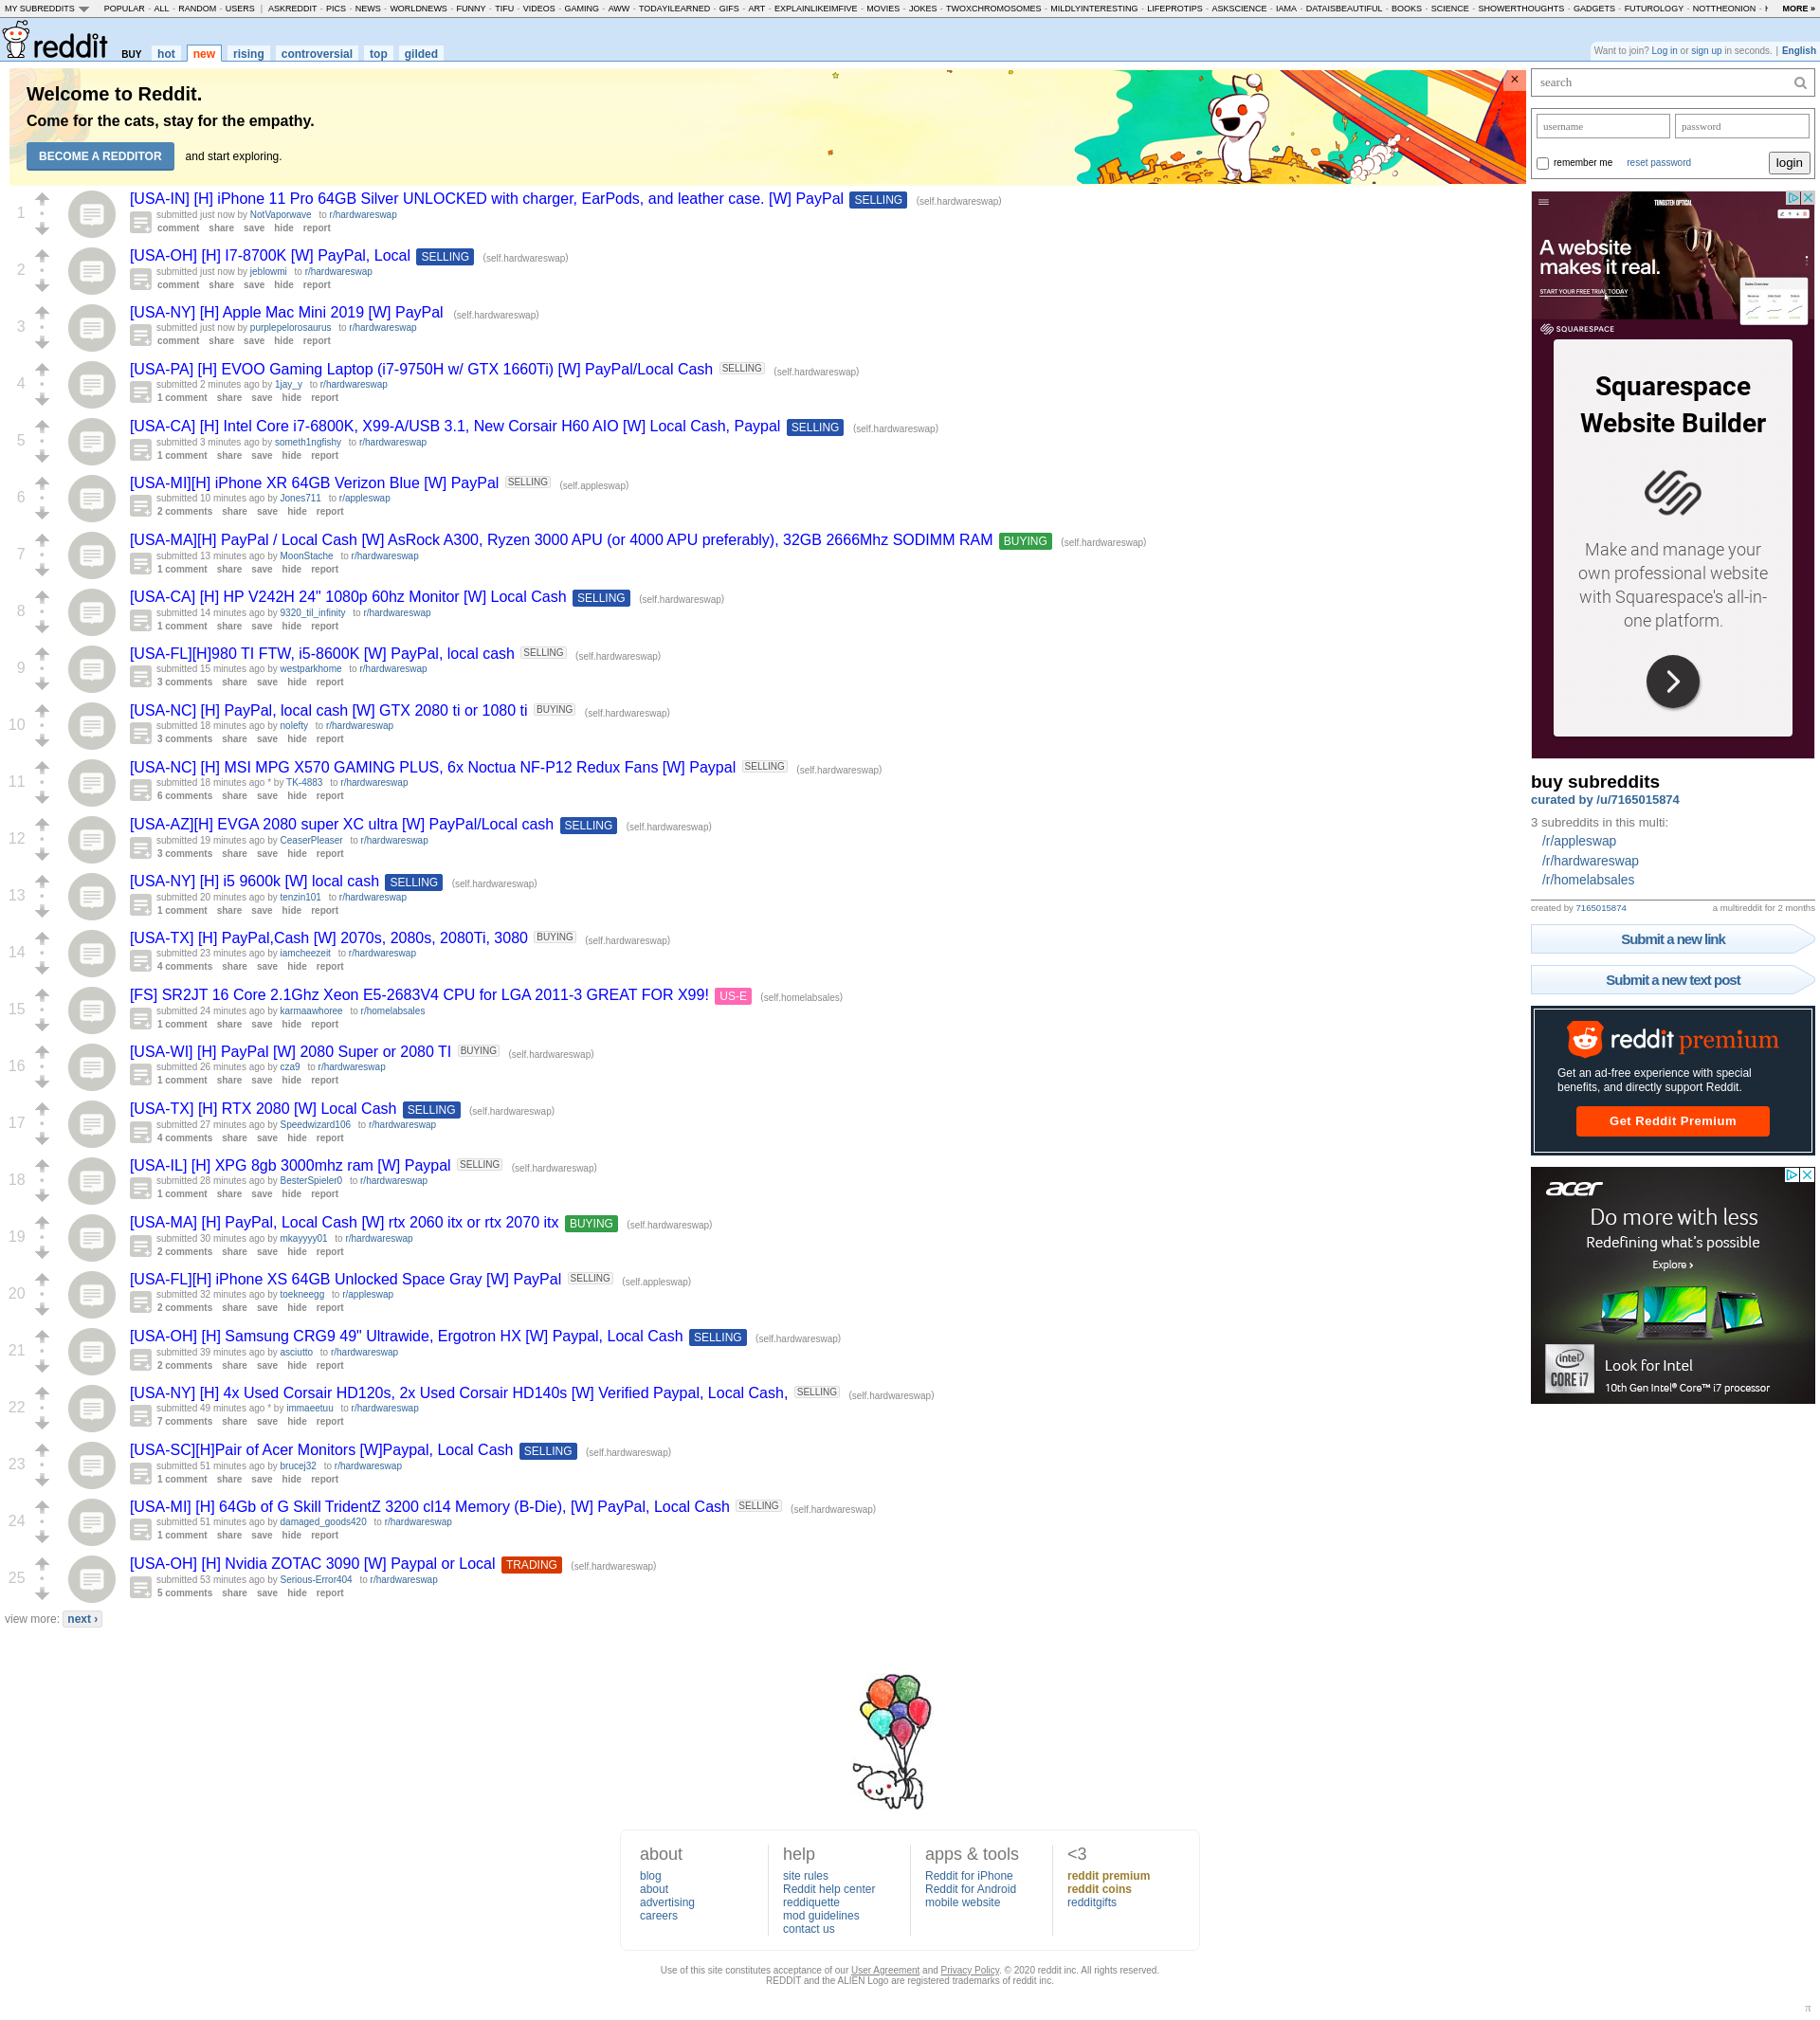 MY SUBREDDITS POPULAR - ALL - RANDOM - USERS | ASKREDDIT - PICS - NEWS - WORLDNEWS - FUNNY - TIFU - VIDEOS - GAMING - AWW - TODAYILEARNED - GIFS - ART - EXPLAINLIKEIMFIVE - MOVIES - JOKES - TWOXCHROMOSOMES - MILDLYINTERESTING - LIFEPROTIPS - ASKSCIENCE - IAMA - DATAISBEAUTIFUL - BOOKS - SCIENCE - SHOWERTHOUGHTS - GADGETS - FUTUROLOGY - NOTTHEONION - MORE »
reddit BUY hot new rising controversial top gilded
Want to join? Log in or sign up in seconds. | English
Welcome to Reddit.
Come for the cats, stay for the empathy.
BECOME A REDDITOR and start exploring.
×
1
[USA-IN] [H] iPhone 11 Pro 64GB Silver UNLOCKED with charger, EarPods, and leather case. [W] PayPal SELLING (self.hardwareswap)
submitted just now by NotVaporwave to r/hardwareswap
comment share save hide report
2
[USA-OH] [H] I7-8700K [W] PayPal, Local SELLING (self.hardwareswap)
submitted just now by jeblowmi to r/hardwareswap
comment share save hide report
3
[USA-NY] [H] Apple Mac Mini 2019 [W] PayPal (self.hardwareswap)
submitted just now by purplepelorosaurus to r/hardwareswap
comment share save hide report
4
[USA-PA] [H] EVOO Gaming Laptop (i7-9750H w/ GTX 1660Ti) [W] PayPal/Local Cash SELLING (self.hardwareswap)
submitted 2 minutes ago by 1jay_y to r/hardwareswap
1 comment share save hide report
5
[USA-CA] [H] Intel Core i7-6800K, X99-A/USB 3.1, New Corsair H60 AIO [W] Local Cash, Paypal SELLING (self.hardwareswap)
submitted 3 minutes ago by someth1ngfishy to r/hardwareswap
1 comment share save hide report
6
[USA-MI][H] iPhone XR 64GB Verizon Blue [W] PayPal SELLING (self.appleswap)
submitted 10 minutes ago by Jones711 to r/appleswap
2 comments share save hide report
7
[USA-MA][H] PayPal / Local Cash [W] AsRock A300, Ryzen 3000 APU (or 4000 APU preferably), 32GB 2666Mhz SODIMM RAM BUYING (self.hardwareswap)
submitted 13 minutes ago by MoonStache to r/hardwareswap
1 comment share save hide report
8
[USA-CA] [H] HP V242H 24" 1080p 60hz Monitor [W] Local Cash SELLING (self.hardwareswap)
submitted 14 minutes ago by 9320_til_infinity to r/hardwareswap
1 comment share save hide report
9
[USA-FL][H]980 TI FTW, i5-8600K [W] PayPal, local cash SELLING (self.hardwareswap)
submitted 15 minutes ago by westparkhome to r/hardwareswap
3 comments share save hide report
10
[USA-NC] [H] PayPal, local cash [W] GTX 2080 ti or 1080 ti BUYING (self.hardwareswap)
submitted 18 minutes ago by nolefty to r/hardwareswap
3 comments share save hide report
11
[USA-NC] [H] MSI MPG X570 GAMING PLUS, 6x Noctua NF-P12 Redux Fans [W] Paypal SELLING (self.hardwareswap)
submitted 18 minutes ago * by TK-4883 to r/hardwareswap
6 comments share save hide report
12
[USA-AZ][H] EVGA 2080 super XC ultra [W] PayPal/Local cash SELLING (self.hardwareswap)
submitted 19 minutes ago by CeaserPleaser to r/hardwareswap
3 comments share save hide report
13
[USA-NY] [H] i5 9600k [W] local cash SELLING (self.hardwareswap)
submitted 20 minutes ago by tenzin101 to r/hardwareswap
1 comment share save hide report
14
[USA-TX] [H] PayPal,Cash [W] 2070s, 2080s, 2080Ti, 3080 BUYING (self.hardwareswap)
submitted 23 minutes ago by iamcheezeit to r/hardwareswap
4 comments share save hide report
15
[FS] SR2JT 16 Core 2.1Ghz Xeon E5-2683V4 CPU for LGA 2011-3 GREAT FOR X99! US-E (self.homelabsales)
submitted 24 minutes ago by karmaawhoree to r/homelabsales
1 comment share save hide report
16
[USA-WI] [H] PayPal [W] 2080 Super or 2080 TI BUYING (self.hardwareswap)
submitted 26 minutes ago by cza9 to r/hardwareswap
1 comment share save hide report
17
[USA-TX] [H] RTX 2080 [W] Local Cash SELLING (self.hardwareswap)
submitted 27 minutes ago by Speedwizard106 to r/hardwareswap
4 comments share save hide report
18
[USA-IL] [H] XPG 8gb 3000mhz ram [W] Paypal SELLING (self.hardwareswap)
submitted 28 minutes ago by BesterSpieler0 to r/hardwareswap
1 comment share save hide report
19
[USA-MA] [H] PayPal, Local Cash [W] rtx 2060 itx or rtx 2070 itx BUYING (self.hardwareswap)
submitted 30 minutes ago by mkayyyy01 to r/hardwareswap
2 comments share save hide report
20
[USA-FL][H] iPhone XS 64GB Unlocked Space Gray [W] PayPal SELLING (self.appleswap)
submitted 32 minutes ago by toekneegg to r/appleswap
2 comments share save hide report
21
[USA-OH] [H] Samsung CRG9 49" Ultrawide, Ergotron HX [W] Paypal, Local Cash SELLING (self.hardwareswap)
submitted 39 minutes ago by asciutto to r/hardwareswap
2 comments share save hide report
22
[USA-NY] [H] 4x Used Corsair HD120s, 2x Used Corsair HD140s [W] Verified Paypal, Local Cash, SELLING (self.hardwareswap)
submitted 49 minutes ago * by immaeetuu to r/hardwareswap
7 comments share save hide report
23
[USA-SC][H]Pair of Acer Monitors [W]Paypal, Local Cash SELLING (self.hardwareswap)
submitted 51 minutes ago by brucej32 to r/hardwareswap
1 comment share save hide report
24
[USA-MI] [H] 64Gb of G Skill TridentZ 3200 cl14 Memory (B-Die), [W] PayPal, Local Cash SELLING (self.hardwareswap)
submitted 51 minutes ago by damaged_goods420 to r/hardwareswap
1 comment share save hide report
25
[USA-OH] [H] Nvidia ZOTAC 3090 [W] Paypal or Local TRADING (self.hardwareswap)
submitted 53 minutes ago by Serious-Error404 to r/hardwareswap
5 comments share save hide report
view more: next ›
search
username password
remember me reset password login
TUNGSTEN OPTICAL
A website
makes it real.
START YOUR FREE TRIAL TODAY
SQUARESPACE
Squarespace
Website Builder
Make and manage your
own professional website
with Squarespace's all-in-
one platform.
buy subreddits
curated by /u/7165015874
3 subreddits in this multi:
/r/appleswap
/r/hardwareswap
/r/homelabsales
created by 7165015874 a multireddit for 2 months
Submit a new link
Submit a new text post
reddit premium
Get an ad-free experience with special
benefits, and directly support Reddit.
Get Reddit Premium
acer
Do more with less
Redefining what's possible
Explore ›
intel
CORE i7
Look for Intel
10th Gen Intel® Core™ i7 processor
about
blog
about
advertising
careers
help
site rules
Reddit help center
reddiquette
mod guidelines
contact us
apps & tools
Reddit for iPhone
Reddit for Android
mobile website
<3
reddit premium
reddit coins
redditgifts
Use of this site constitutes acceptance of our User Agreement and Privacy Policy. © 2020 reddit inc. All rights reserved.
REDDIT and the ALIEN Logo are registered trademarks of reddit inc.
π